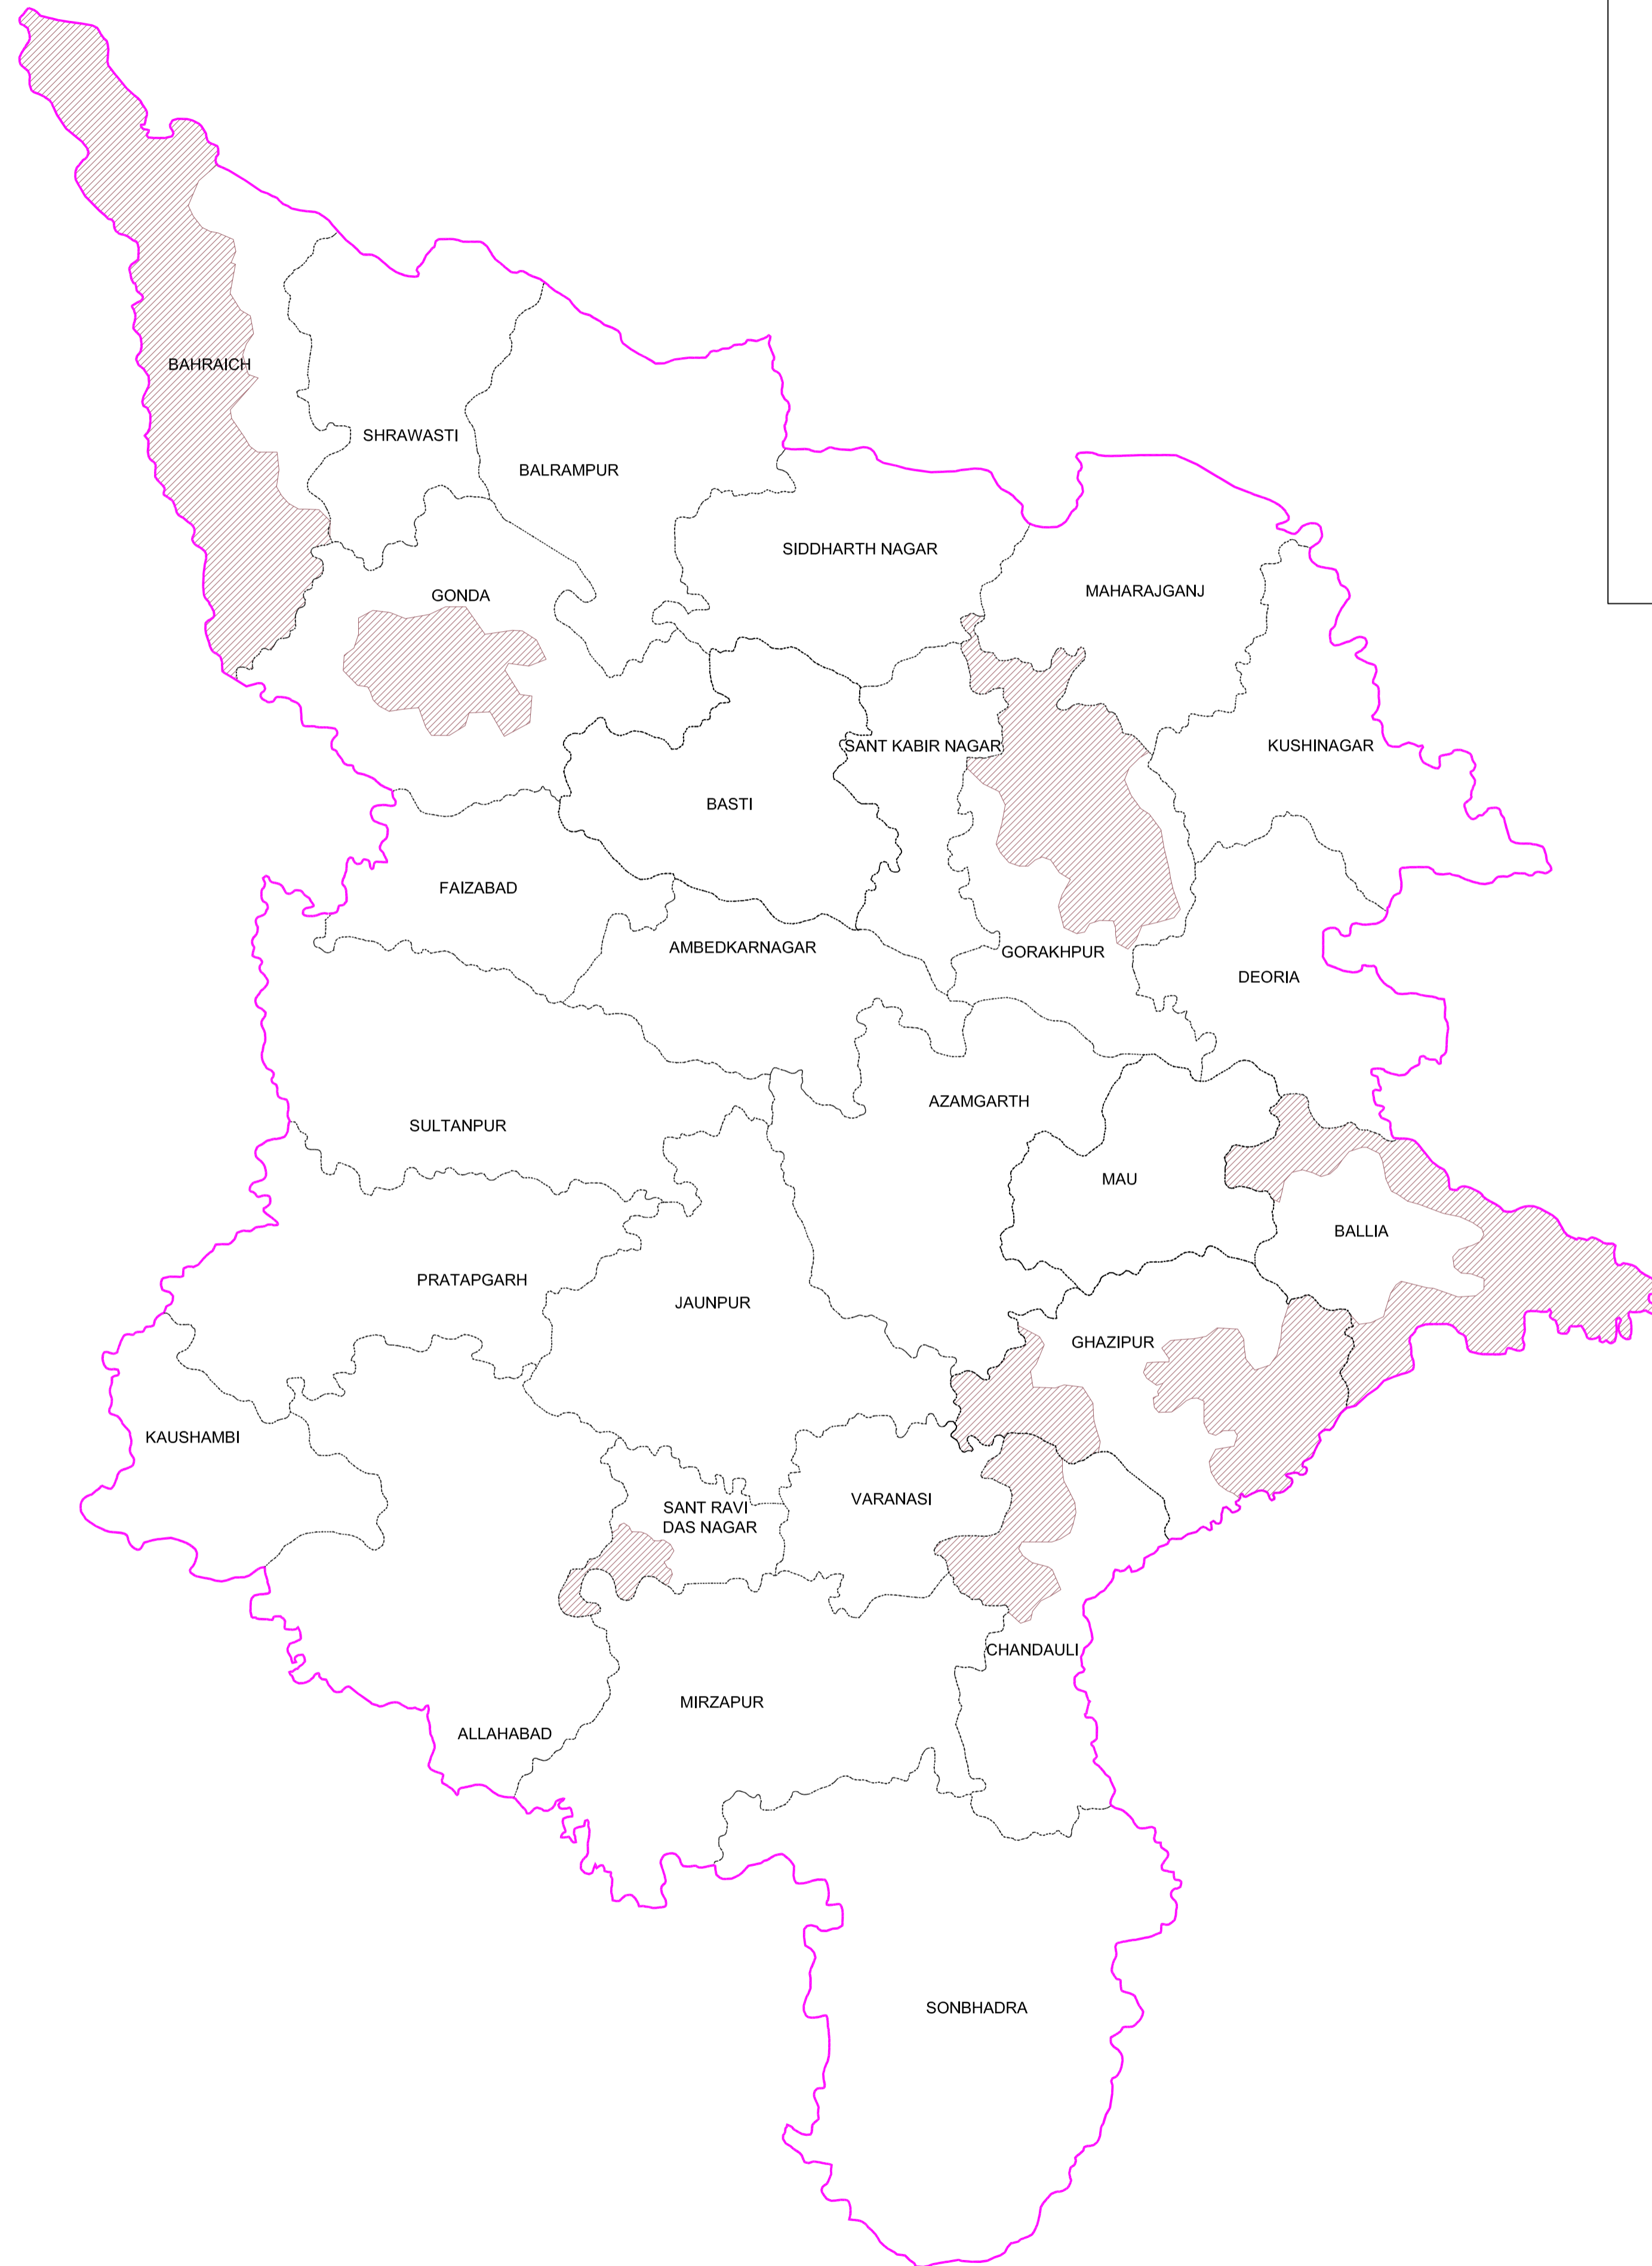 BAHRAICH
SHRAWASTI
BALRAMPUR
SIDDHARTH NAGAR
MAHARAJGANJ
GONDA
SANT KABIR NAGAR
KUSHINAGAR
BASTI
FAIZABAD
AMBEDKARNAGAR
GORAKHPUR
DEORIA
AZAMGARTH
SULTANPUR
MAU
BALLIA
PRATAPGARH
JAUNPUR
GHAZIPUR
KAUSHAMBI
VARANASI
SANT RAVI
DAS NAGAR
CHANDAULI
MIRZAPUR
ALLAHABAD
SONBHADRA